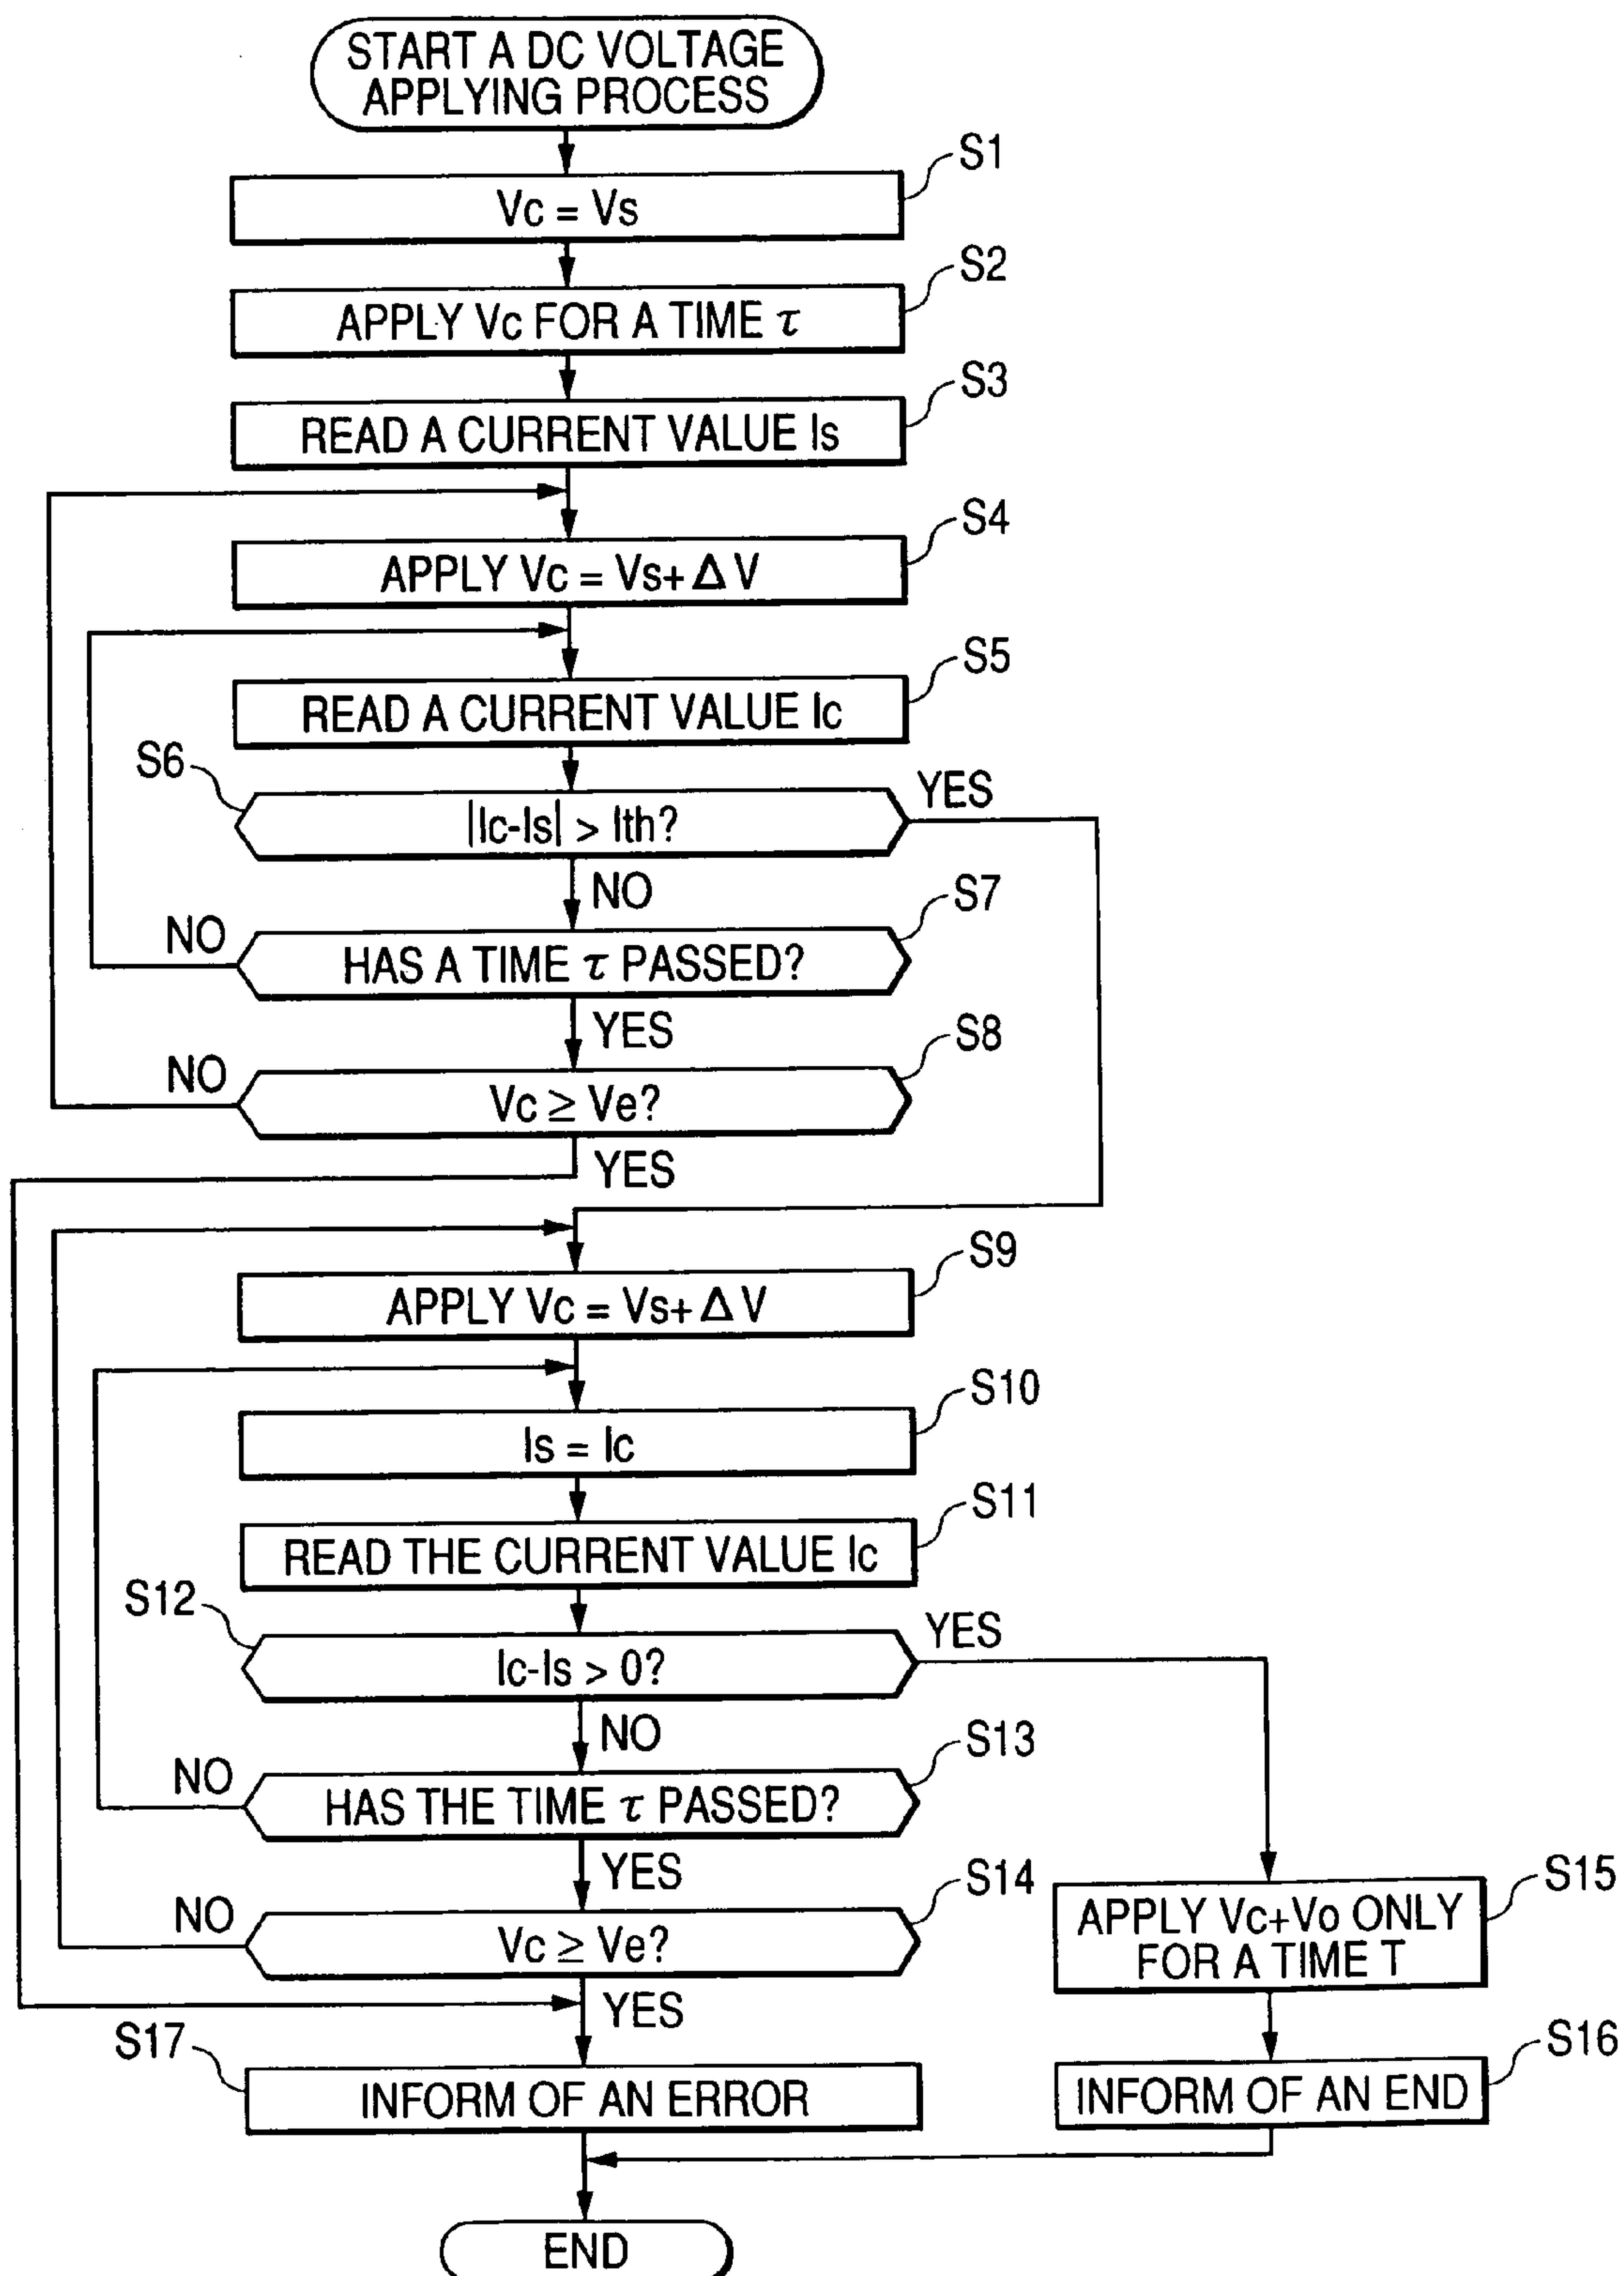 START A DC VOLTAGE
APPLYING PROCESS
S1
Vc = Vs
S2
APPLY Vc FOR A TIME τ
S3
READ A CURRENT VALUE Is
S4
APPLY Vc = Vs+ Δ V
S5
READ A CURRENT VALUE Ic
S6
YES
|Ic-Is| > Ith?
NO
S7
NO
HAS A TIME τ PASSED?
YES
S8
NO
Vc ≥ Ve?
YES
S9
APPLY Vc = Vs+ Δ V
S10
Is = Ic
S11
READ THE CURRENT VALUE Ic
S12
YES
Ic-Is > 0?
NO
S13
NO
HAS THE TIME τ PASSED?
YES
S14
NO
Vc ≥ Ve?
YES
S15
APPLY Vc+Vo ONLY
FOR A TIME T
S17
INFORM OF AN ERROR
S16
INFORM OF AN END
END